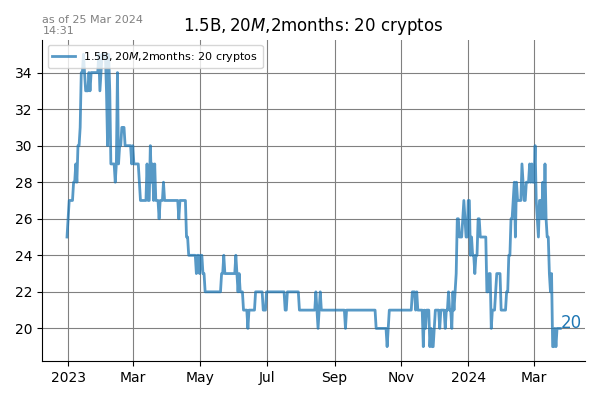 as of 25 Mar 2024
14:31
1.5B, 20M,2months: 20 cryptos
1.5B, 20M,2months: 20 cryptos
34
32
30
28
26
24
22
20
20
2023
Mar
May
Jul
Sep
Nov
2024
Mar